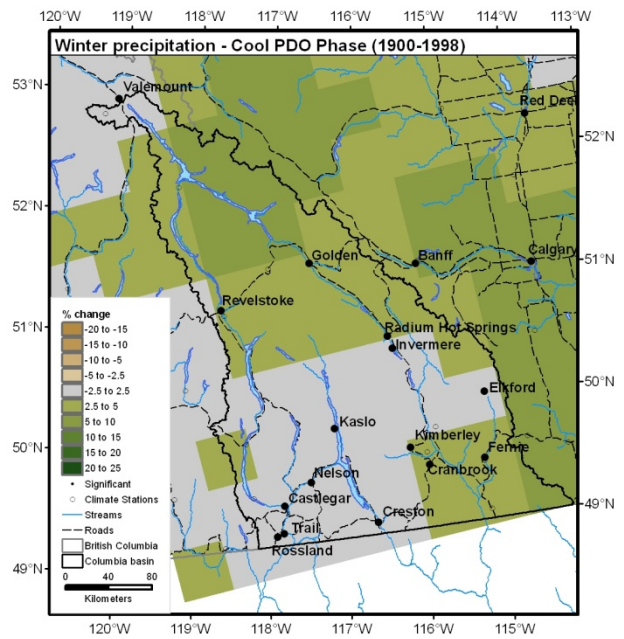 120°W 119°W 118°W 117°W 116°W 115°W 114°W 113°W
Winter precipitation - Cool PDO Phase (1900-1998)
53°N
Valemount
Red Deel
52°N
52°N
Golden
Banff
Calgary
51°N
Revelstoke
51°N
Radium Hot Springs
Invermere
% change
-20 to -15
-15 to -10
-10 to -5
-5 to -2.5
-2.5 to 2.5
2.5 to 5
5 to 10
10 to 15
15 to 20
20 to 25
Significant
Climate Stations
Streams
Roads
British Columbia
Columbia basin
0 40 80
Kilometers
50°N
Elkford
Kaslo
50°N
Kimberley
Fernie
Cranbrook
Nelson
Castlegar
Creston
49°N
Trail
Rossland
49°N
120°W 119°W 118°W 117°W 116°W 115°W